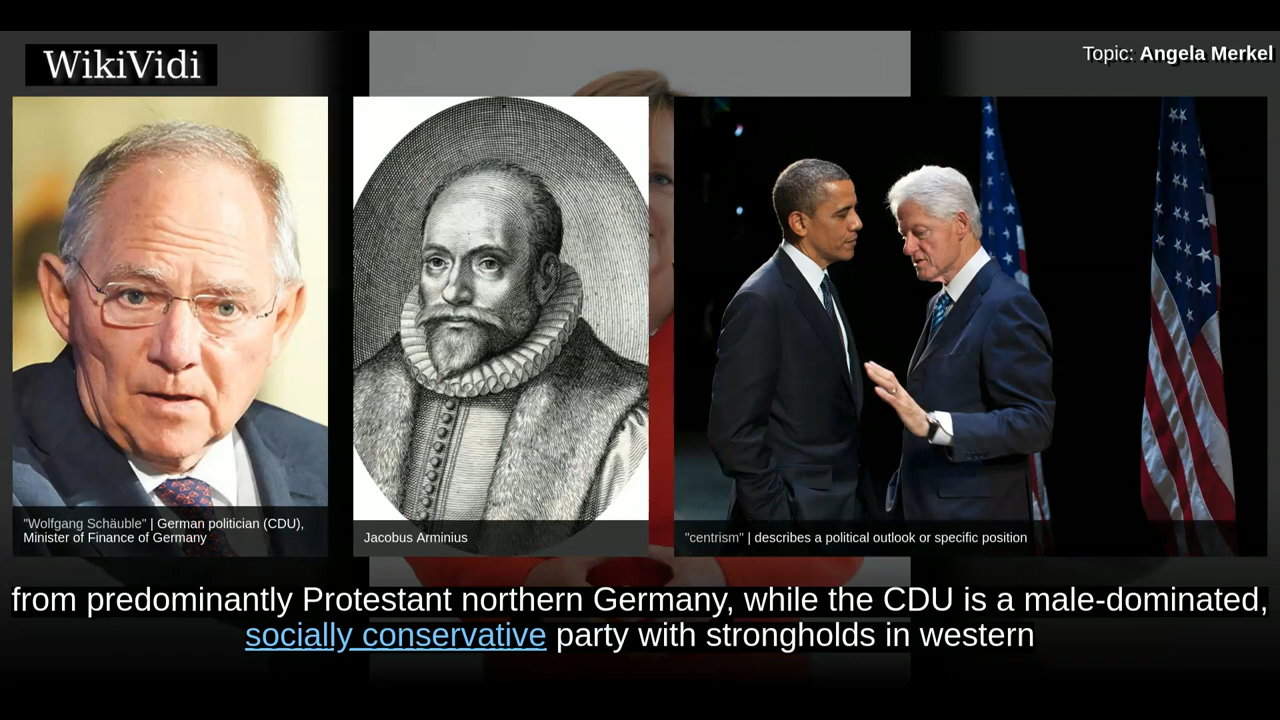 WikiVidi
Topic: Angela Merkel
"Wolfgang Schäuble" | German politician (CDU),
Minister of Finance of Germany
Jacobus Arminius
"centrism" | describes a political outlook or specific position
from predominantly Protestant northern Germany, while the CDU is a male-dominated,
socially conservative party with strongholds in western